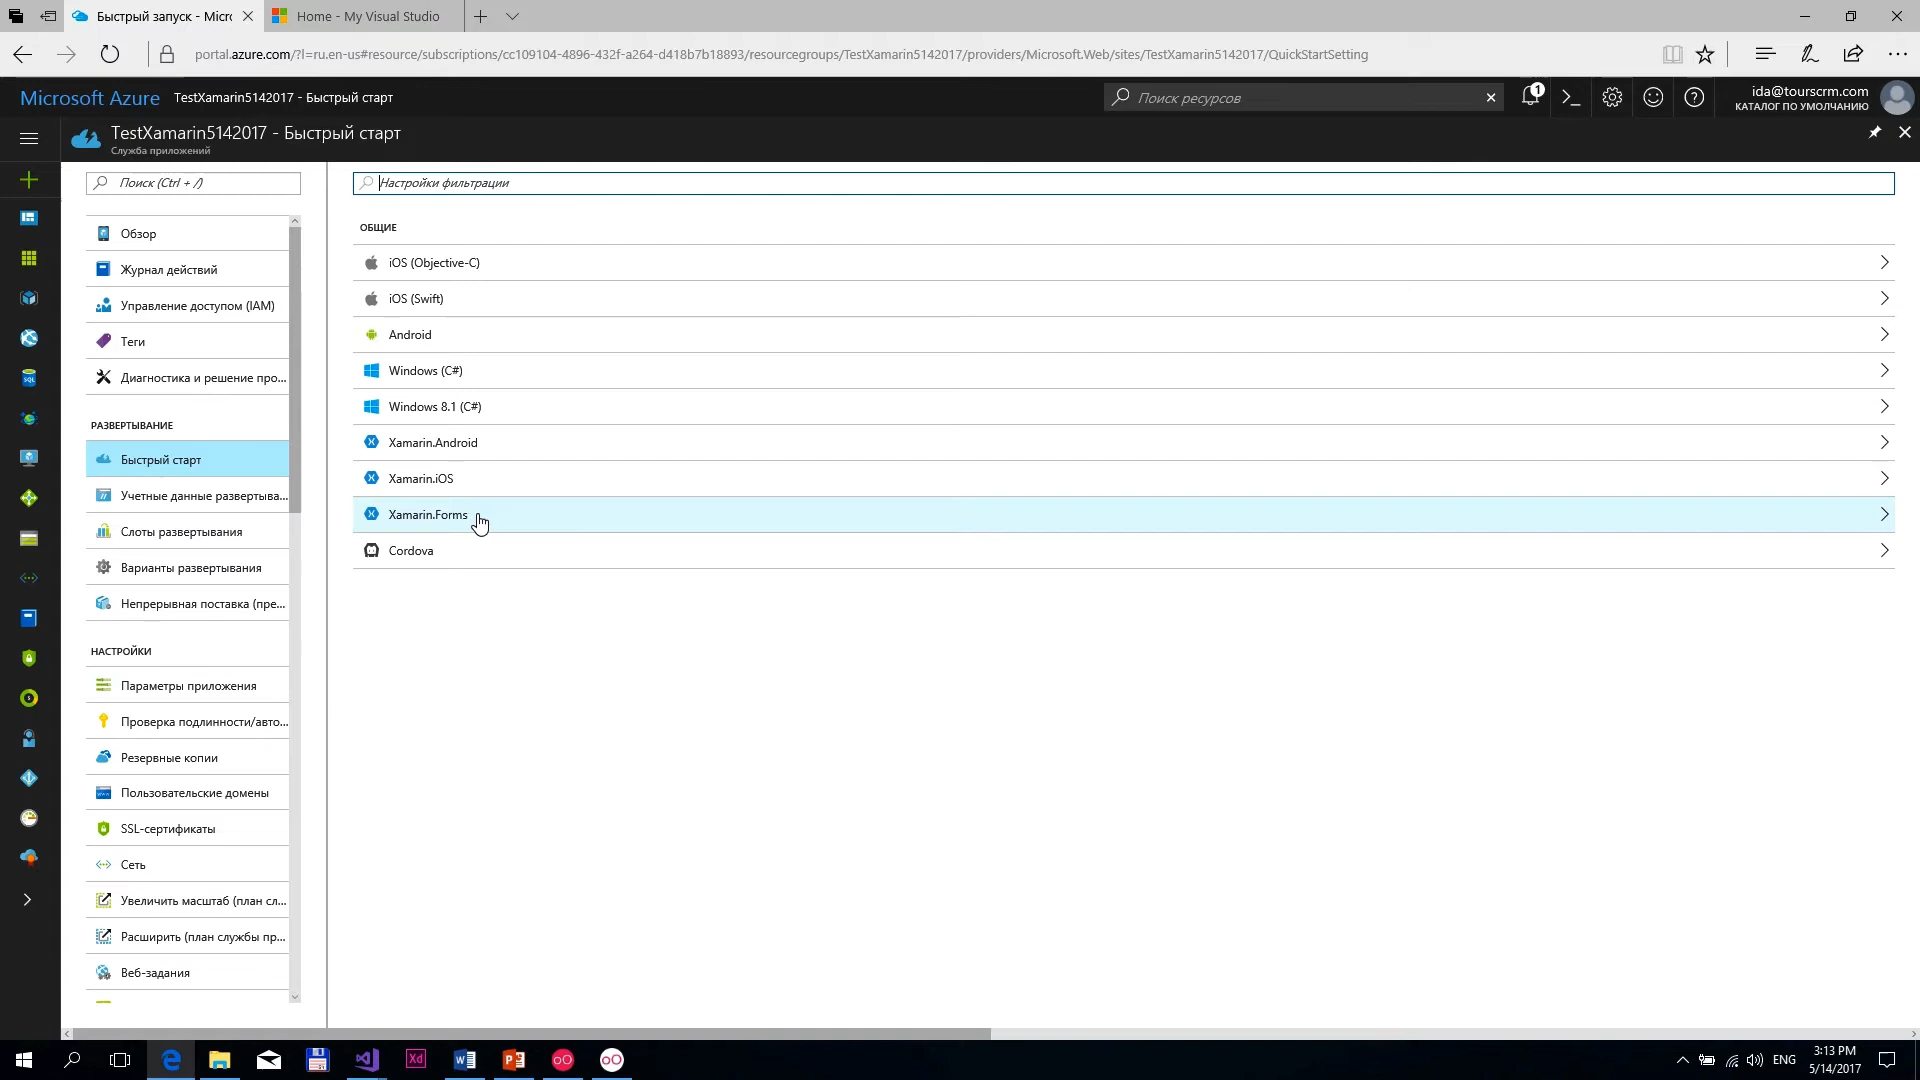 Быстрый запуск - Micr
Home - My Visual Studio
portal.azure.com/?l=ru.en-us#resource/subscriptions/cc109104-4896-432f-a264-d418b7b18893/resourcegroups/TestXamarin5142017/providers/Microsoft.Web/sites/TestXamarin5142017/QuickStartSetting
Microsoft Azure TestXamarin5142017 - Быстрый старт
Поиск ресурсов
1
ida@tourscrm.com
КАТАЛОГ ПО УМОЛЧАНИЮ
TestXamarin5142017 - Быстрый старт
Служба приложений
Поиск (Ctrl + /)
Обзор
Журнал действий
Управление доступом (IAM)
Теги
Диагностика и решение про...
РАЗВЕРТЫВАНИЕ
Быстрый старт
Учетные данные развертыва...
Слоты развертывания
Варианты развертывания
Непрерывная поставка (пре...
НАСТРОЙКИ
Параметры приложения
Проверка подлинности/авто...
Резервные копии
Пользовательские домены
SSL-сертификаты
Сеть
Увеличить масштаб (план сл...
Расширить (план службы пр...
Веб-задания
Настройки фильтрации
ОБЩИЕ
iOS (Objective-C)
iOS (Swift)
Android
Windows (C#)
Windows 8.1 (C#)
Xamarin.Android
Xamarin.iOS
Xamarin.Forms
Cordova
SQL
Xd
ENG
3:13 PM
5/14/2017